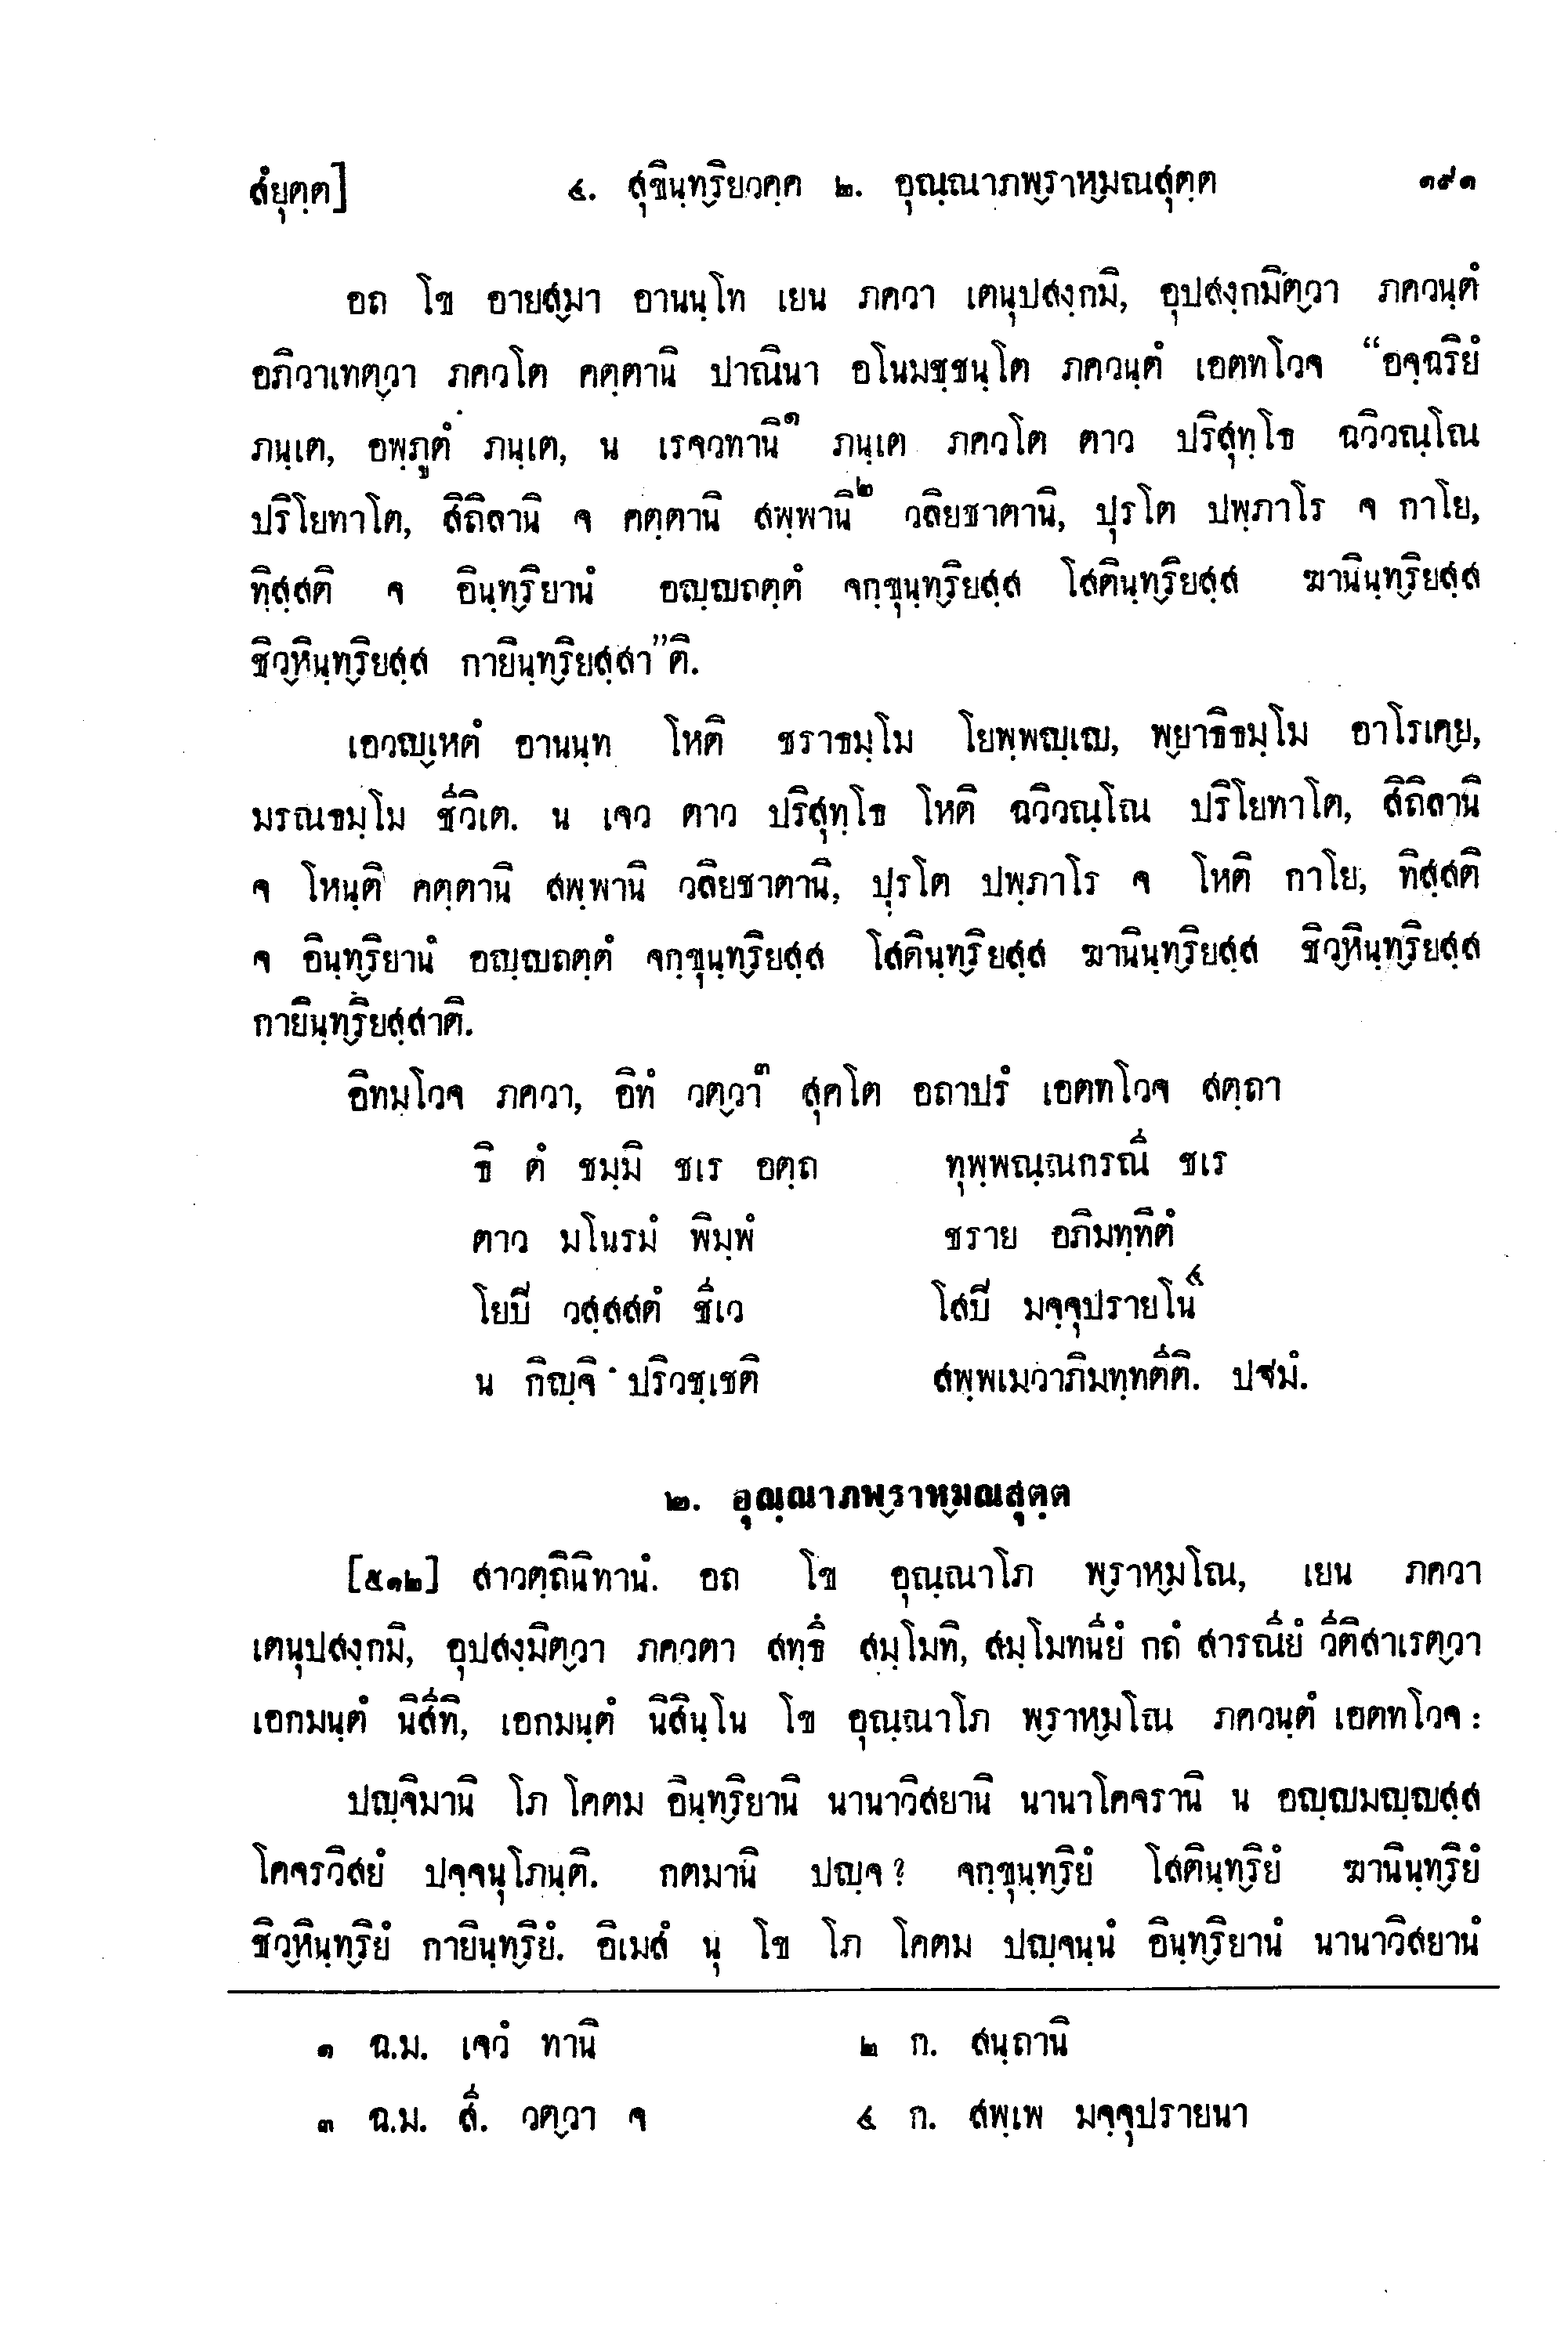 สํยุตฺต] ๕. สุขินฺทฺริยวคฺค ๒. อุณฺณาภพฺราหฺมณสุตฺต ๑๙๑
อถ โข อายสฺมา อานนฺโท เยน ภควา เตนุปสงฺกมิ, อุปสงฺกมิตฺวา ภควนฺตํ
อภิวาเทตฺวา ภควโต คตฺตานิ ปาณินา อโนมชฺชนฺโต ภควนฺตํ เอตทโวจ “อจฺฉริยํ
ภนฺเต, อพฺภูตํ ภนฺเต, น เรจวทานิ๑ ภนฺเต ภควโต ตาว ปริสุทฺโธ ฉวิวณฺโณ
ปริโยทาโต, สิถิลานิ จ คตฺตานิ สพฺพานิ๒ วลิยชาตานิ, ปุรโต ปพฺภาโร จ กาโย,
ทิสฺสติ จ อินฺทฺริยานํ อญฺญถตฺตํ จกฺขุนฺทฺริยสฺส โสตินฺทฺริยสฺส ฆานินฺทฺริยสฺส
ชิวฺหินฺทฺริยสฺส กายินฺทฺริยสฺสา”ติ.
เอวญฺเหตํ อานนฺท โหติ ชราธมฺโม โยพฺพญฺเญ, พฺยาธิธมฺโม อาโรเคฺย,
มรณธมฺโม ชีวิเต. น เจว ตาว ปริสุทฺโธ โหติ ฉวิวณฺโณ ปริโยทาโต, สิถิลานิ
จ โหนฺติ คตฺตานิ สพฺพานิ วลิยชาตานิ, ปุรโต ปพฺภาโร จ โหติ กาโย, ทิสฺสติ
จ อินฺทฺริยานํ อญฺญถตฺตํ จกฺขุนฺทฺริยสฺส โสตินฺทฺริยสฺส ฆานินฺทฺริยสฺส ชิวฺหินฺทฺริยสฺส
กายินฺทฺริยสฺสาติ.
อิทมฺโวจ ภควา, อิทํ วตฺวา๓ สุคโต อถาปรํ เอตทโวจ สตฺถา
ธิ ตํ ชมฺมิ ชเร อตฺถ ทุพฺพณฺณกรณี ชเร
ตาว มโนรมํ พิมฺพํ ชราย อภิมทฺทิตํ
โยปิ วสฺสสตํ ชีเว โสปิ มจฺจุปรายโน๔
น กิญฺจิ ปริวชฺเชติ สพฺพเมวาภิมทฺทตีติ. ปฐมํ.
๒. อุณฺณาภพฺราหฺมณสุตฺต
[๕๑๒] สาวตฺถินิทานํ. อถ โข อุณฺณาโภ พฺราหฺมโณ, เยน ภควา
เตนุปสงฺกมิ, อุปสงฺมิตฺวา ภควตา สทฺธึ สมฺโมทิ, สมฺโมทนียํ กถํ สารณียํ วีติสาเรตฺวา
เอกมนฺตํ นิสีทิ, เอกมนฺตํ นิสินฺโน โข อุณฺณาโภ พฺราหฺมโณ ภควนฺตํ เอตทโวจ :
ปญฺจิมานิ โภ โคตม อินฺทฺริยานิ นานาวิสยานิ นานาโคจรานิ น อญฺญมญฺญสฺส
โคจรวิสยํ ปจฺจนุโภนฺติ. กตมานิ ปญฺจ? จกฺขุนฺทฺริยํ โสตินฺทฺริยํ ฆานินฺทฺริยํ
ชิวฺหินฺทฺริยํ กายินฺทฺริยํ. อิเมสํ นุ โข โภ โคตม ปญฺจนฺนํ อินฺทฺริยานํ นานาวิสยานํ
๑ ฉ.ม. เจวํ ทานิ ๒ ก. สนฺถานิ
๓ ฉ.ม. สี. วตฺวา จ ๔ ก. สพฺเพ มจฺจุปรายนา